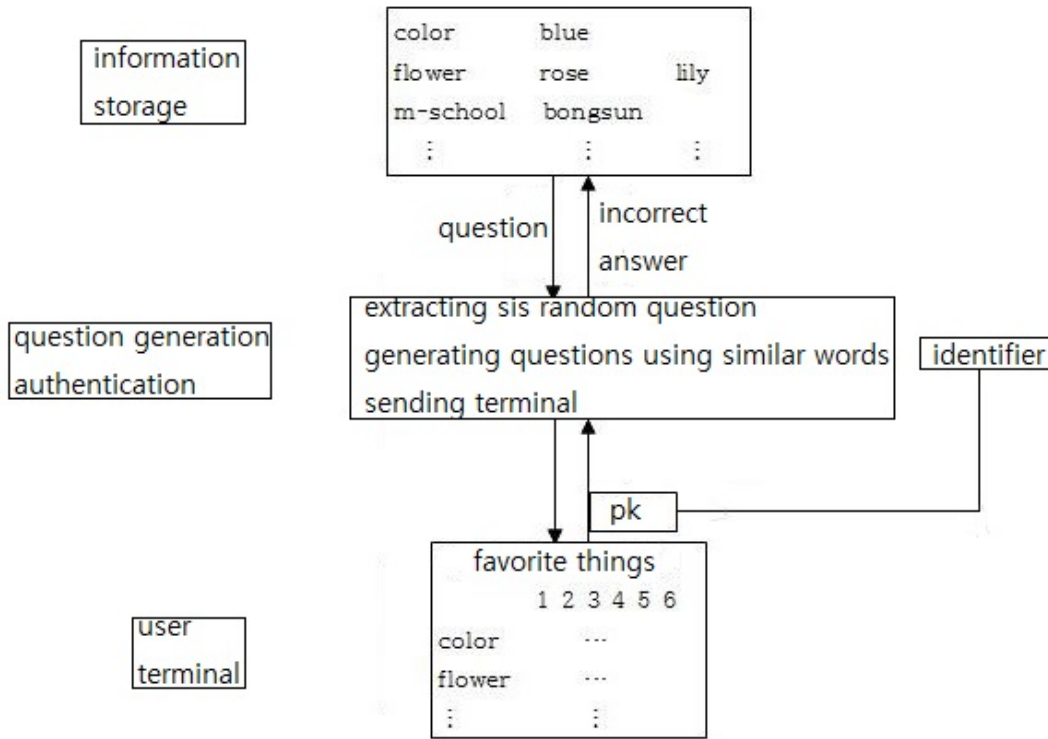 information
storage
color blue
flower rose lily
m-school bongsun
⋮ ⋮ ⋮
question
incorrect
answer
question generation
authentication
extracting sis random question
generating questions using similar words
sending terminal
identifier
pk
user
terminal
favorite things
1 2 3 4 5 6
color ...
flower ...
⋮ ⋮